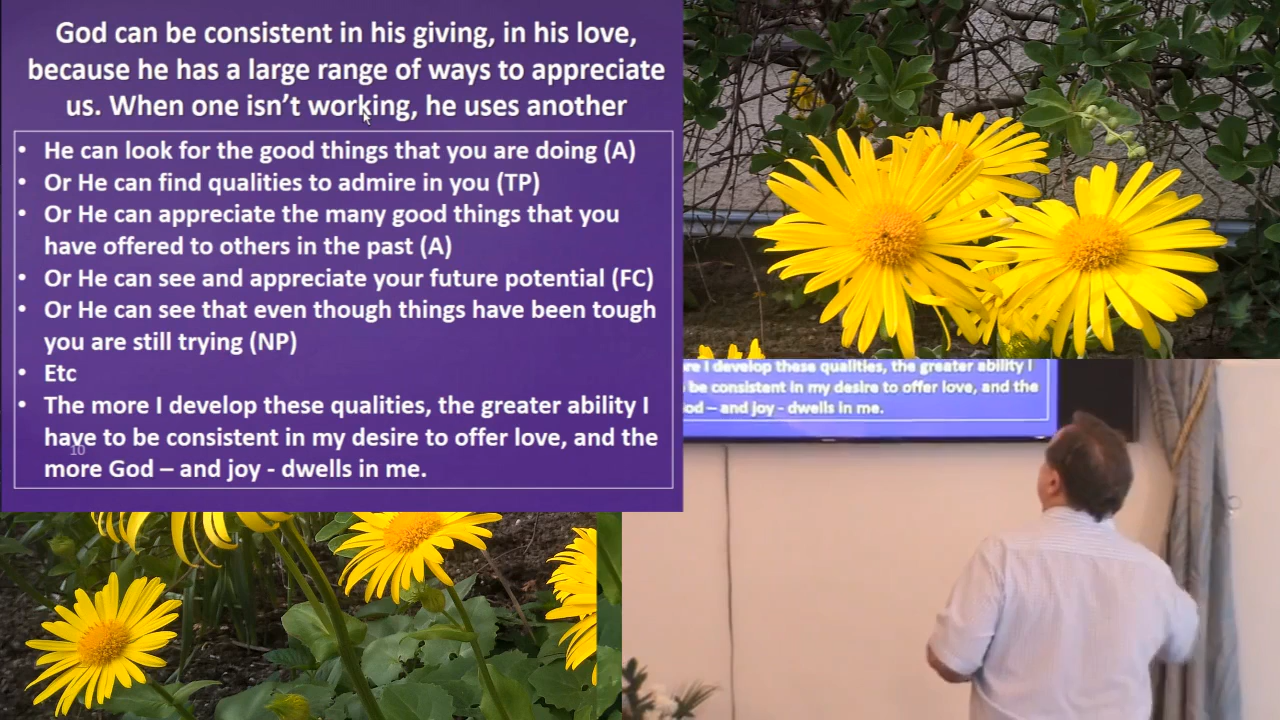 God can be consistent in his giving, in his love,
because he has a large range of ways to appreciate
us. When one isn't working, he uses another
• He can look for the good things that you are doing (A)
• Or He can find qualities to admire in you (TP)
• Or He can appreciate the many good things that you
have offered to others in the past (A)
• Or He can see and appreciate your future potential (FC)
• Or He can see that even though things have been tough
you are still trying (NP)
• Etc
• The more I develop these qualities, the greater ability I
have to be consistent in my desire to offer love, and the
10
more God – and joy - dwells in me.
re I develop these qualities, the greater ability I
be consistent in my desire to offer love, and the
od – and joy - dwells in me.